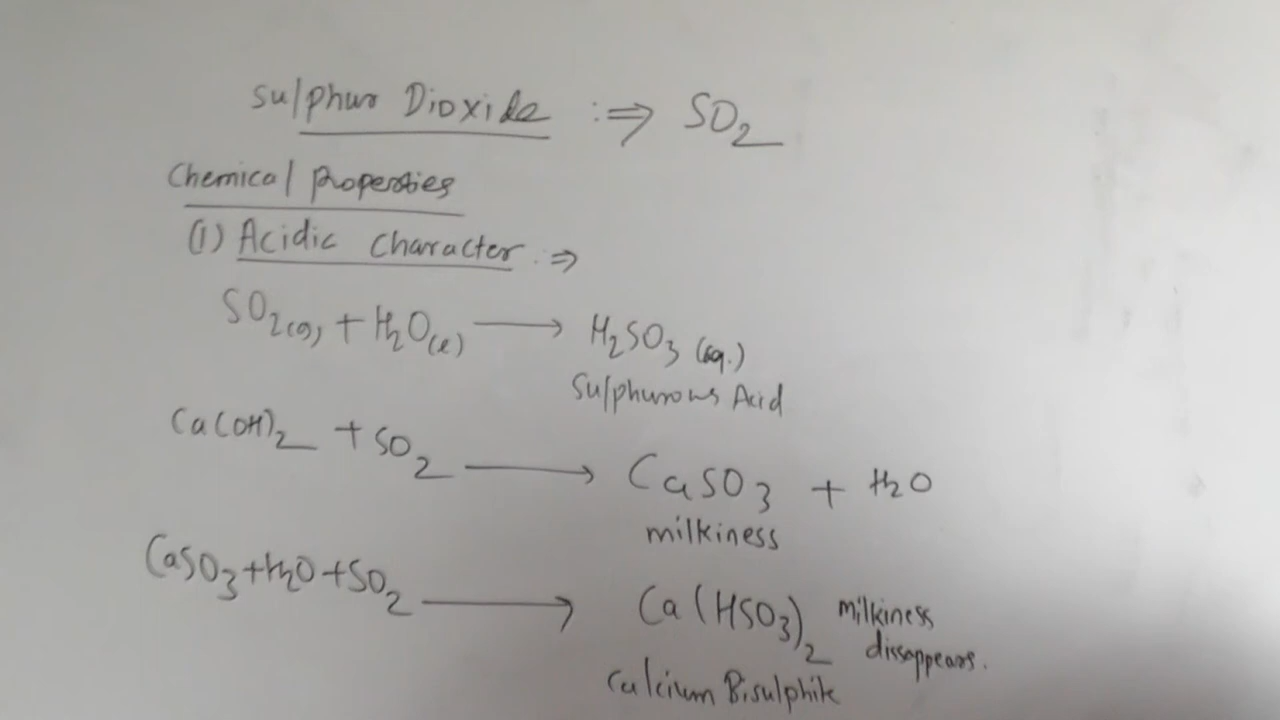 Sulphur Dioxide :⇒ SO₂
Chemical Properties
(1) Acidic Character :⇒
SO₂(g) + H₂O(l) ⟶ H₂SO₃ (aq.)
Sulphurous Acid
Ca(OH)₂ + SO₂ ⟶ CaSO₃ + H₂O
milkiness
CaSO₃ + H₂O + SO₂ ⟶ Ca(HSO₃)₂ milkiness
dissappears.
Calcium Bisulphite